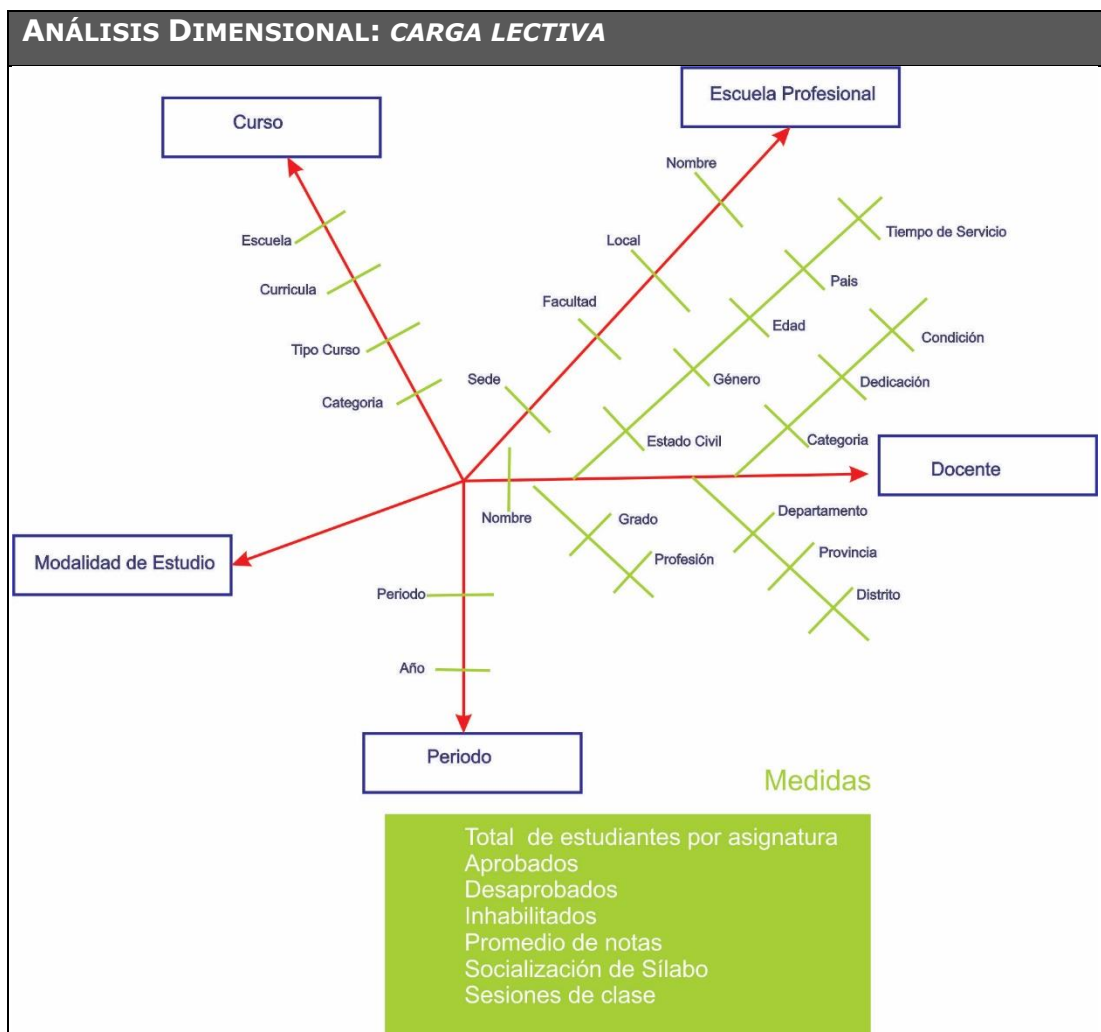 ANÁLISIS DIMENSIONAL: CARGA LECTIVA
Escuela Profesional
Curso
Nombre
Escuela
Local
Tiempo de Servicio
Curricula
Pais
Facultad
Edad
Condición
Tipo Curso
Género
Dedicación
Sede
Categoria
Estado Civil
Categoria
Docente
Nombre
Grado
Departamento
Modalidad de Estudio
Profesión
Provincia
Periodo
Distrito
Año
Periodo
Medidas
Total de estudiantes por asignatura
Aprobados
Desaprobados
Inhabilitados
Promedio de notas
Socialización de Sílabo
Sesiones de clase